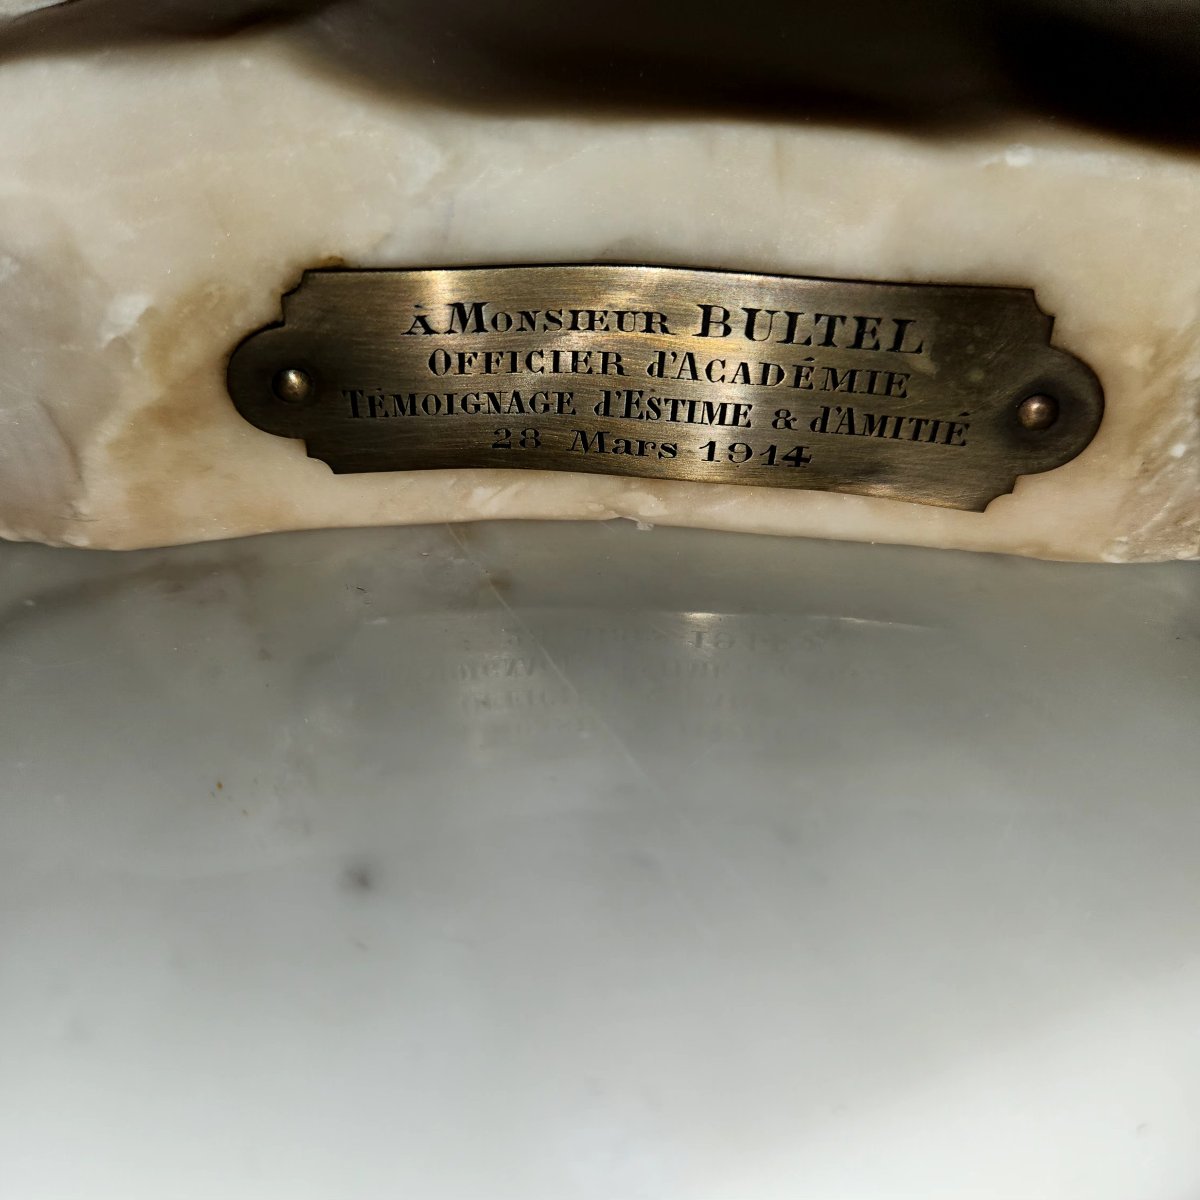 À MONSIEUR BULTEL
OFFICIER d'ACADÉMIE
TÉMOIGNAGE d'ESTIME & d'AMITIÉ
28 Mars 1914